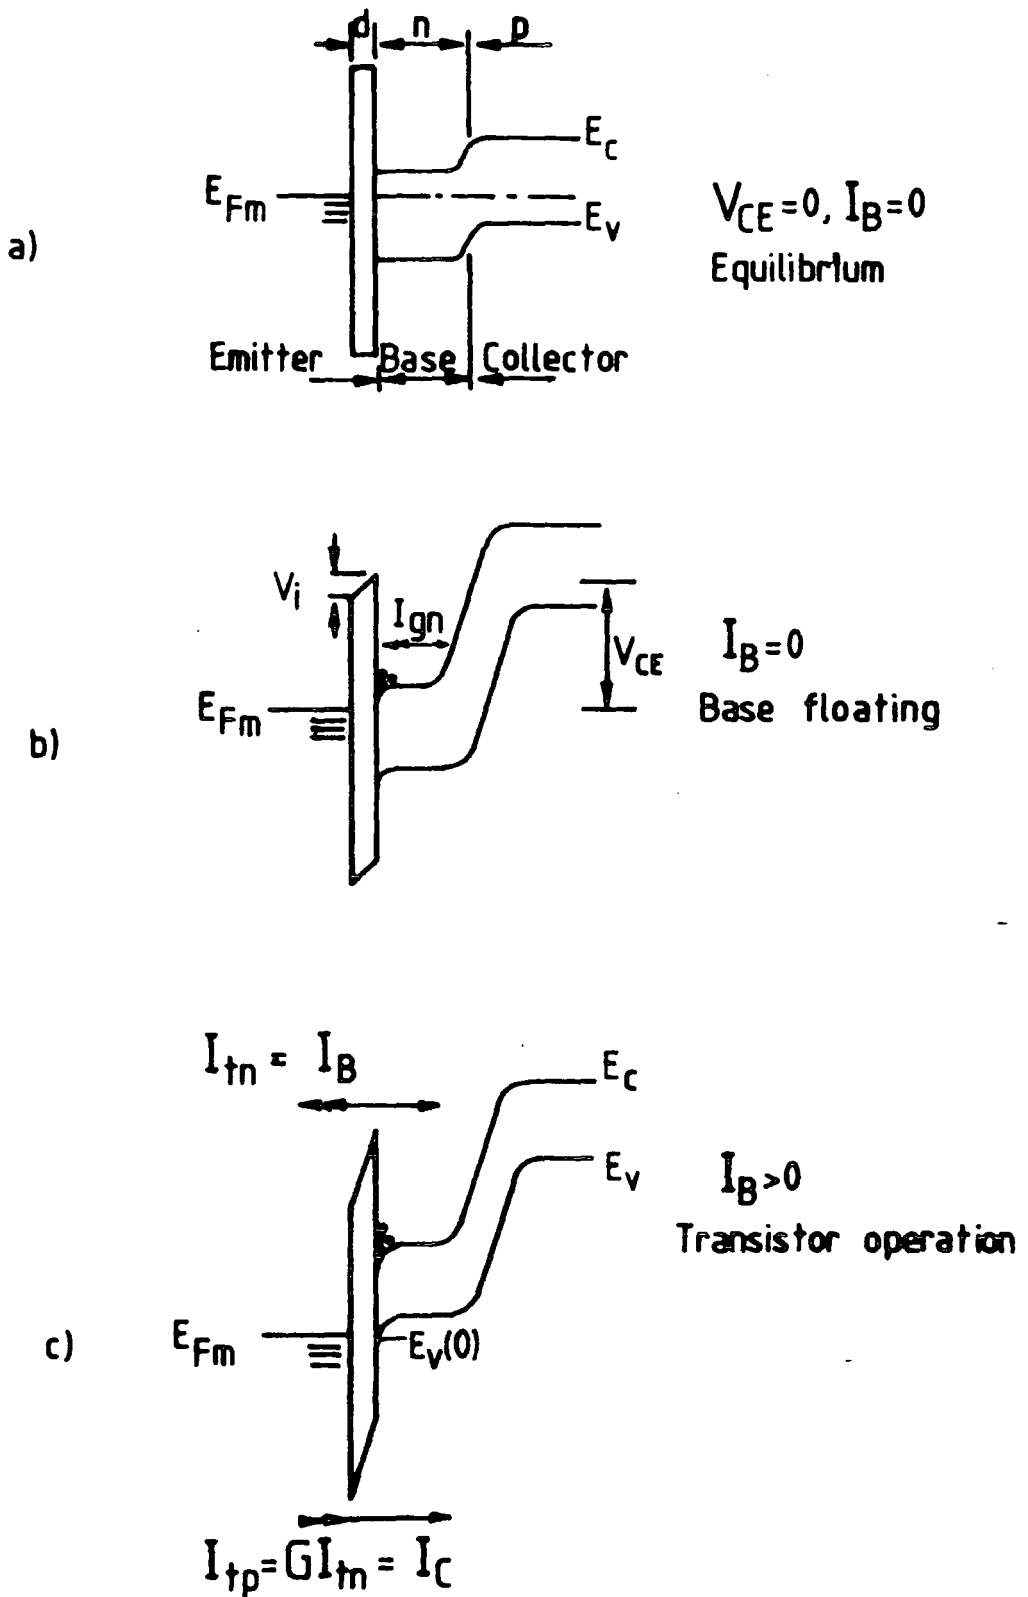 d n p
E_c
E_Fm
E_v
V_CE=0, I_B=0
a)
Equilibrium
Emitter Base Collector
V_i
I_gn
V_CE
I_B=0
E_Fm
Base floating
b)
I_tn = I_B
E_c
E_v
I_B>0
Transistor operation
c)
E_Fm
E_v(0)
I_tp=GI_tn=I_C